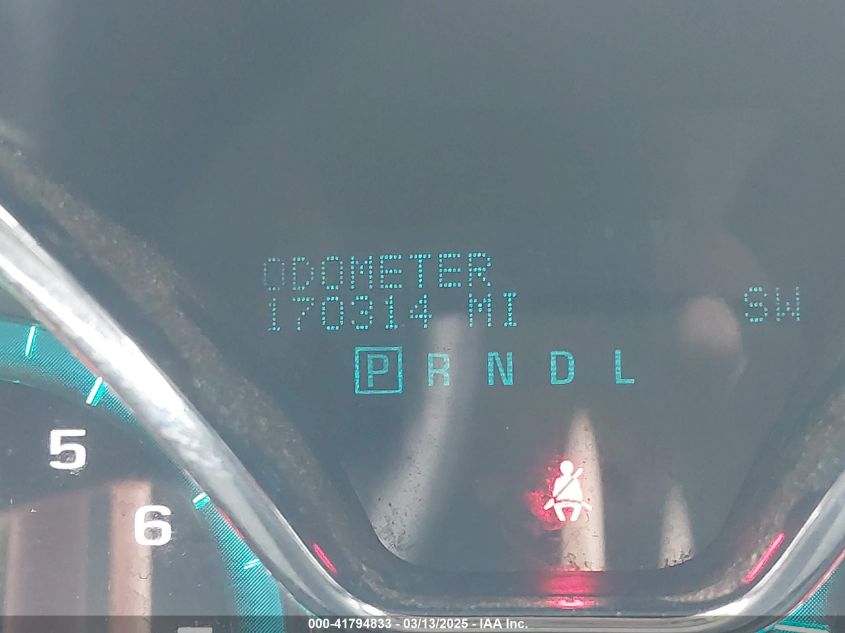 ODOMETER
170314 MI
SW
P R N D L
5
6
000-41794833 - 03/13/2025 - IAA Inc.